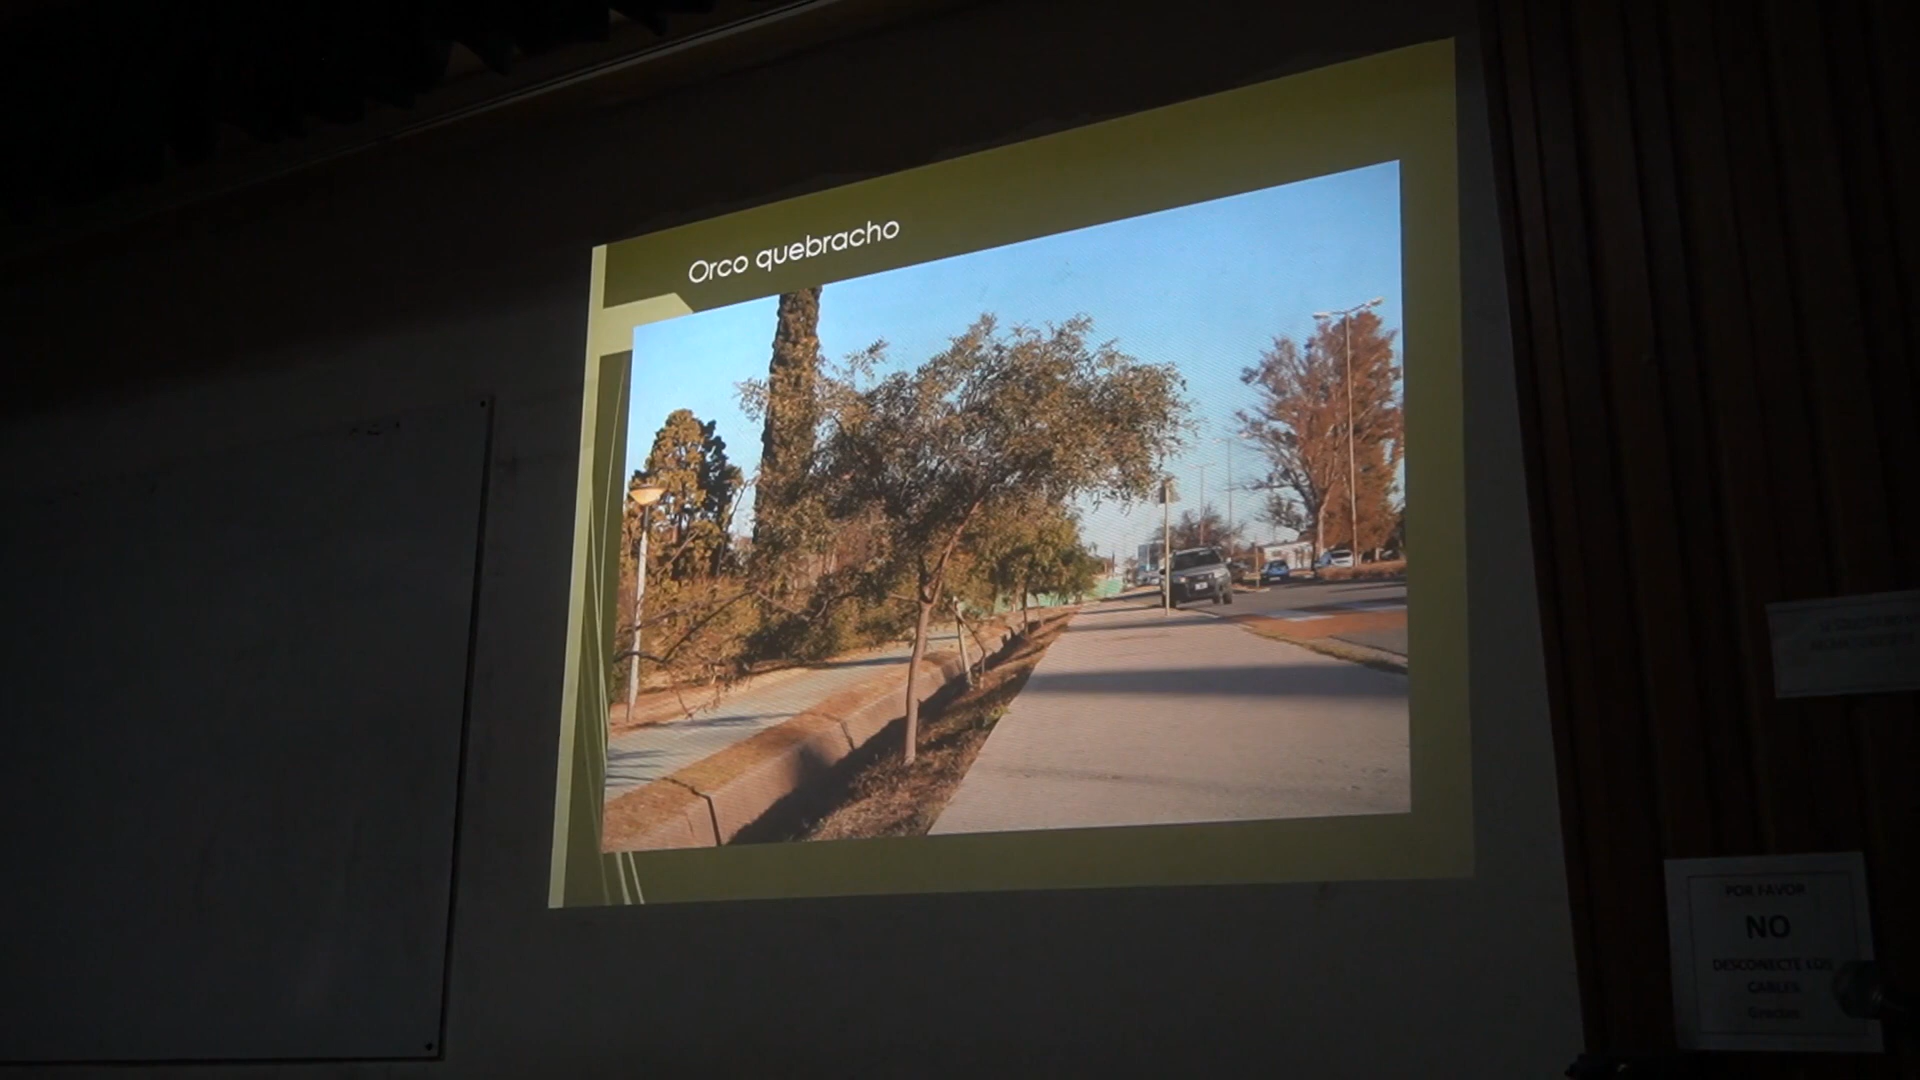 Orco quebracho
POR FAVOR
NO
DESCONECTE LOS
CABLES
Gracias